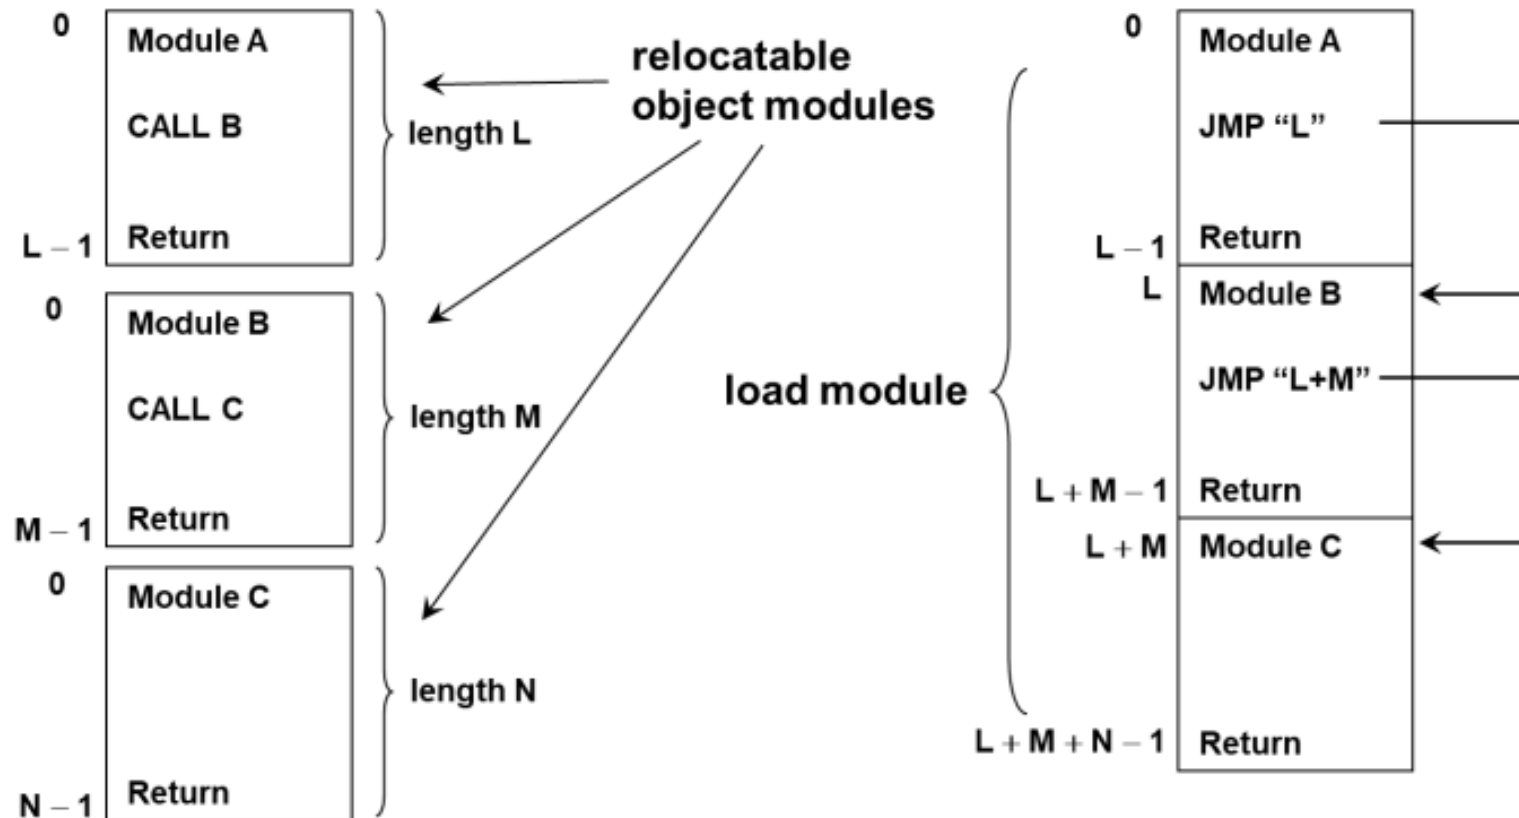 0
Module A
CALL B
L – 1
Return
length L
0
Module B
CALL C
M – 1
Return
length M
0
Module C
N – 1
Return
length N
relocatable
object modules
load module
0
Module A
JMP “L”
L – 1
Return
L
Module B
JMP “L+M”
L + M – 1
Return
L + M
Module C
L + M + N – 1
Return